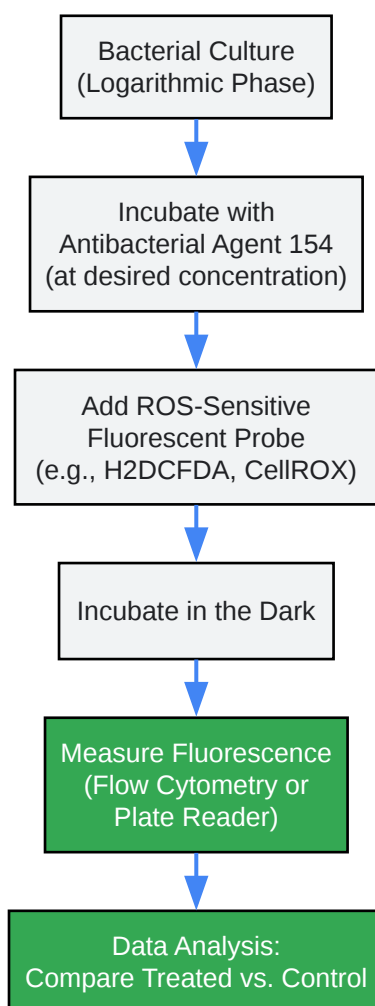 Bacterial Culture
(Logarithmic Phase)
Incubate with
Antibacterial Agent 154
(at desired concentration)
Add ROS-Sensitive
Fluorescent Probe
(e.g., H2DCFDA, CellROX)
Incubate in the Dark
Measure Fluorescence
(Flow Cytometry or
Plate Reader)
Data Analysis:
Compare Treated vs. Control